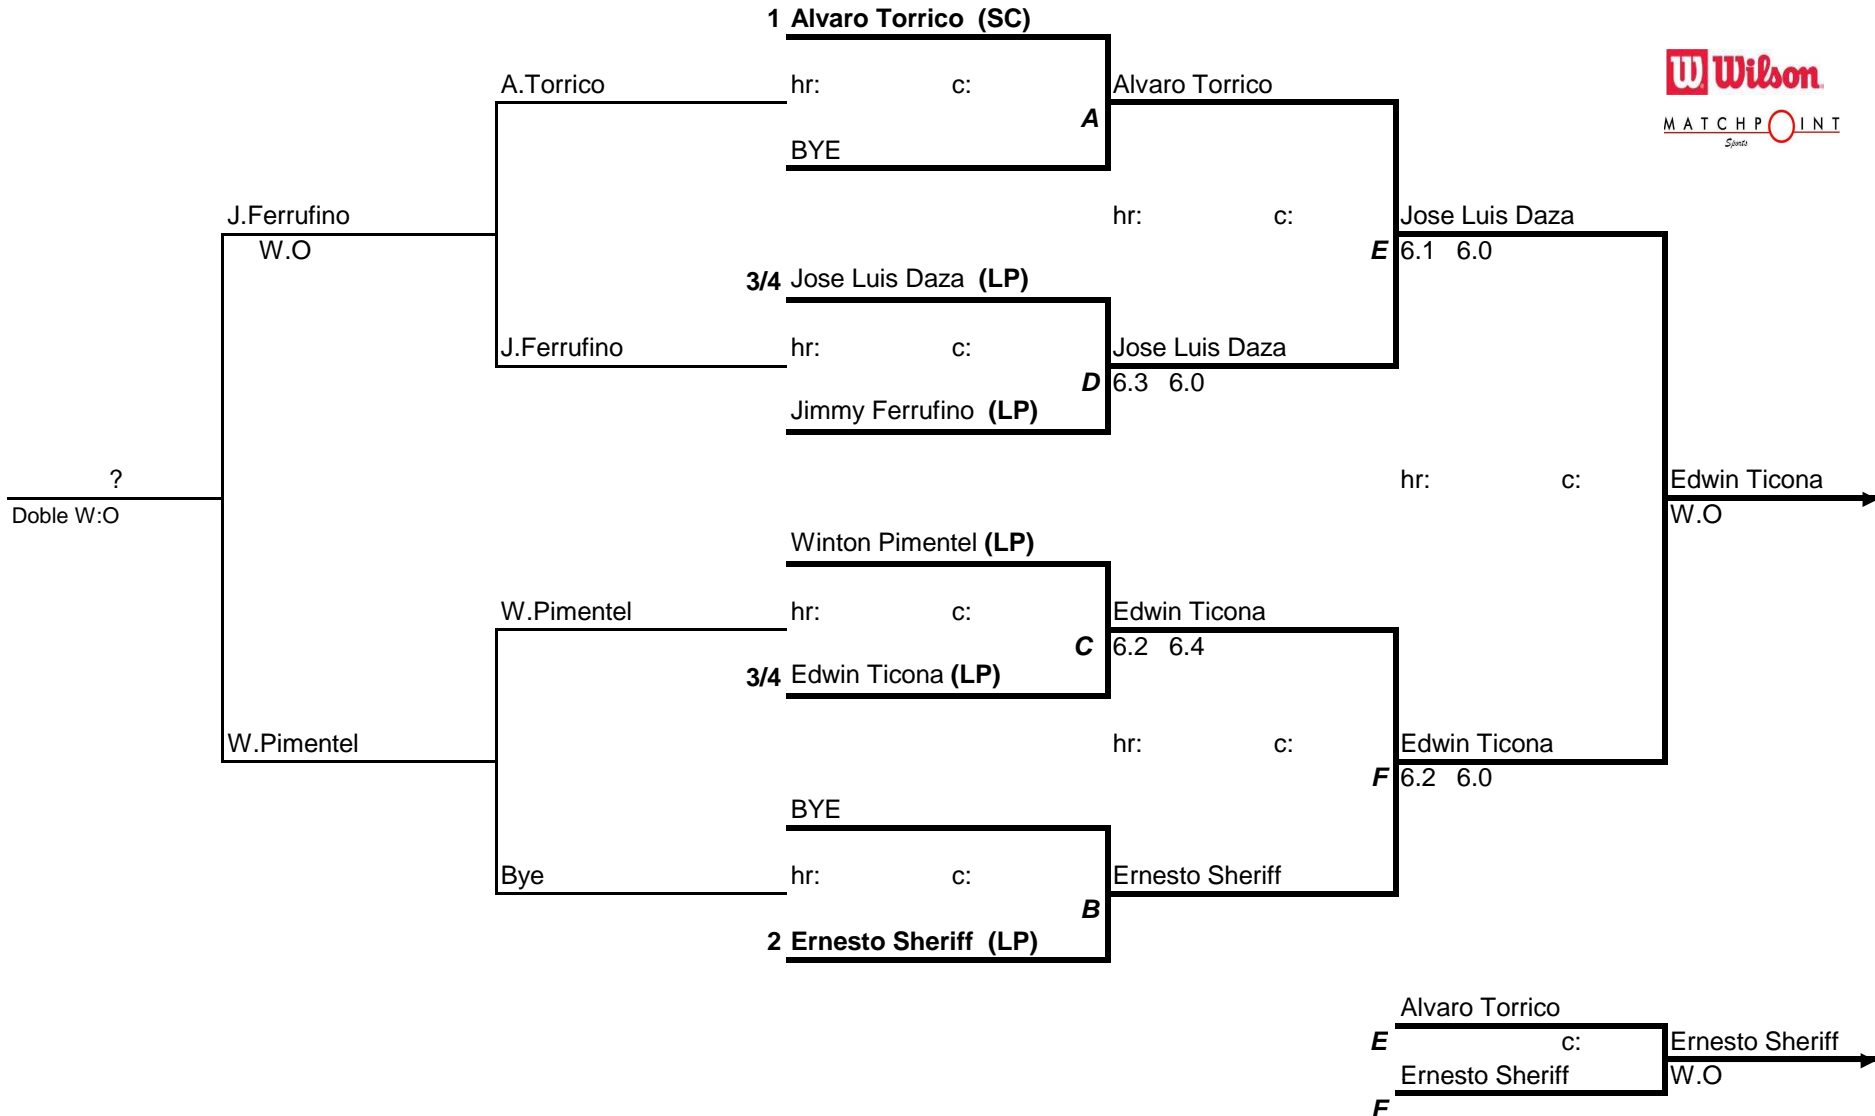 1 Alvaro Torrico (SC)
Wilson
A.Torrico hr: c: Alvaro Torrico
A
MATCHPOINT
Sports
BYE
J.Ferrufino hr: c: Jose Luis Daza
W.O E 6.1 6.0
3/4 Jose Luis Daza (LP)
J.Ferrufino hr: c: Jose Luis Daza
D 6.3 6.0
Jimmy Ferrufino (LP)
? hr: c: Edwin Ticona
Doble W:O W.O
Winton Pimentel (LP)
W.Pimentel hr: c: Edwin Ticona
C 6.2 6.4
3/4 Edwin Ticona (LP)
W.Pimentel hr: c: Edwin Ticona
F 6.2 6.0
BYE
Bye hr: c: Ernesto Sheriff
B
2 Ernesto Sheriff (LP)
Alvaro Torrico
E c: Ernesto Sheriff
Ernesto Sheriff W.O
F